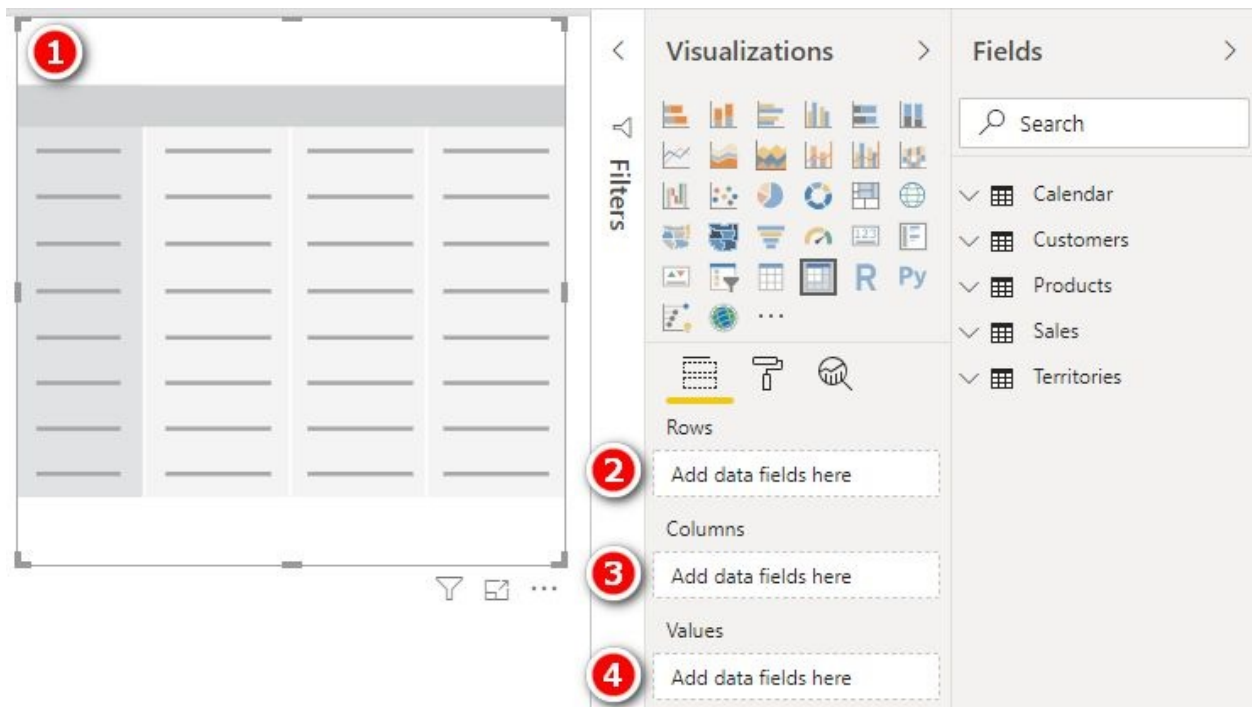 1
Visualizations
Fields
Filters
Search
123
R
Py
Calendar
Customers
Products
Sales
Territories
Rows
2
Add data fields here
Columns
3
Add data fields here
Values
4
Add data fields here